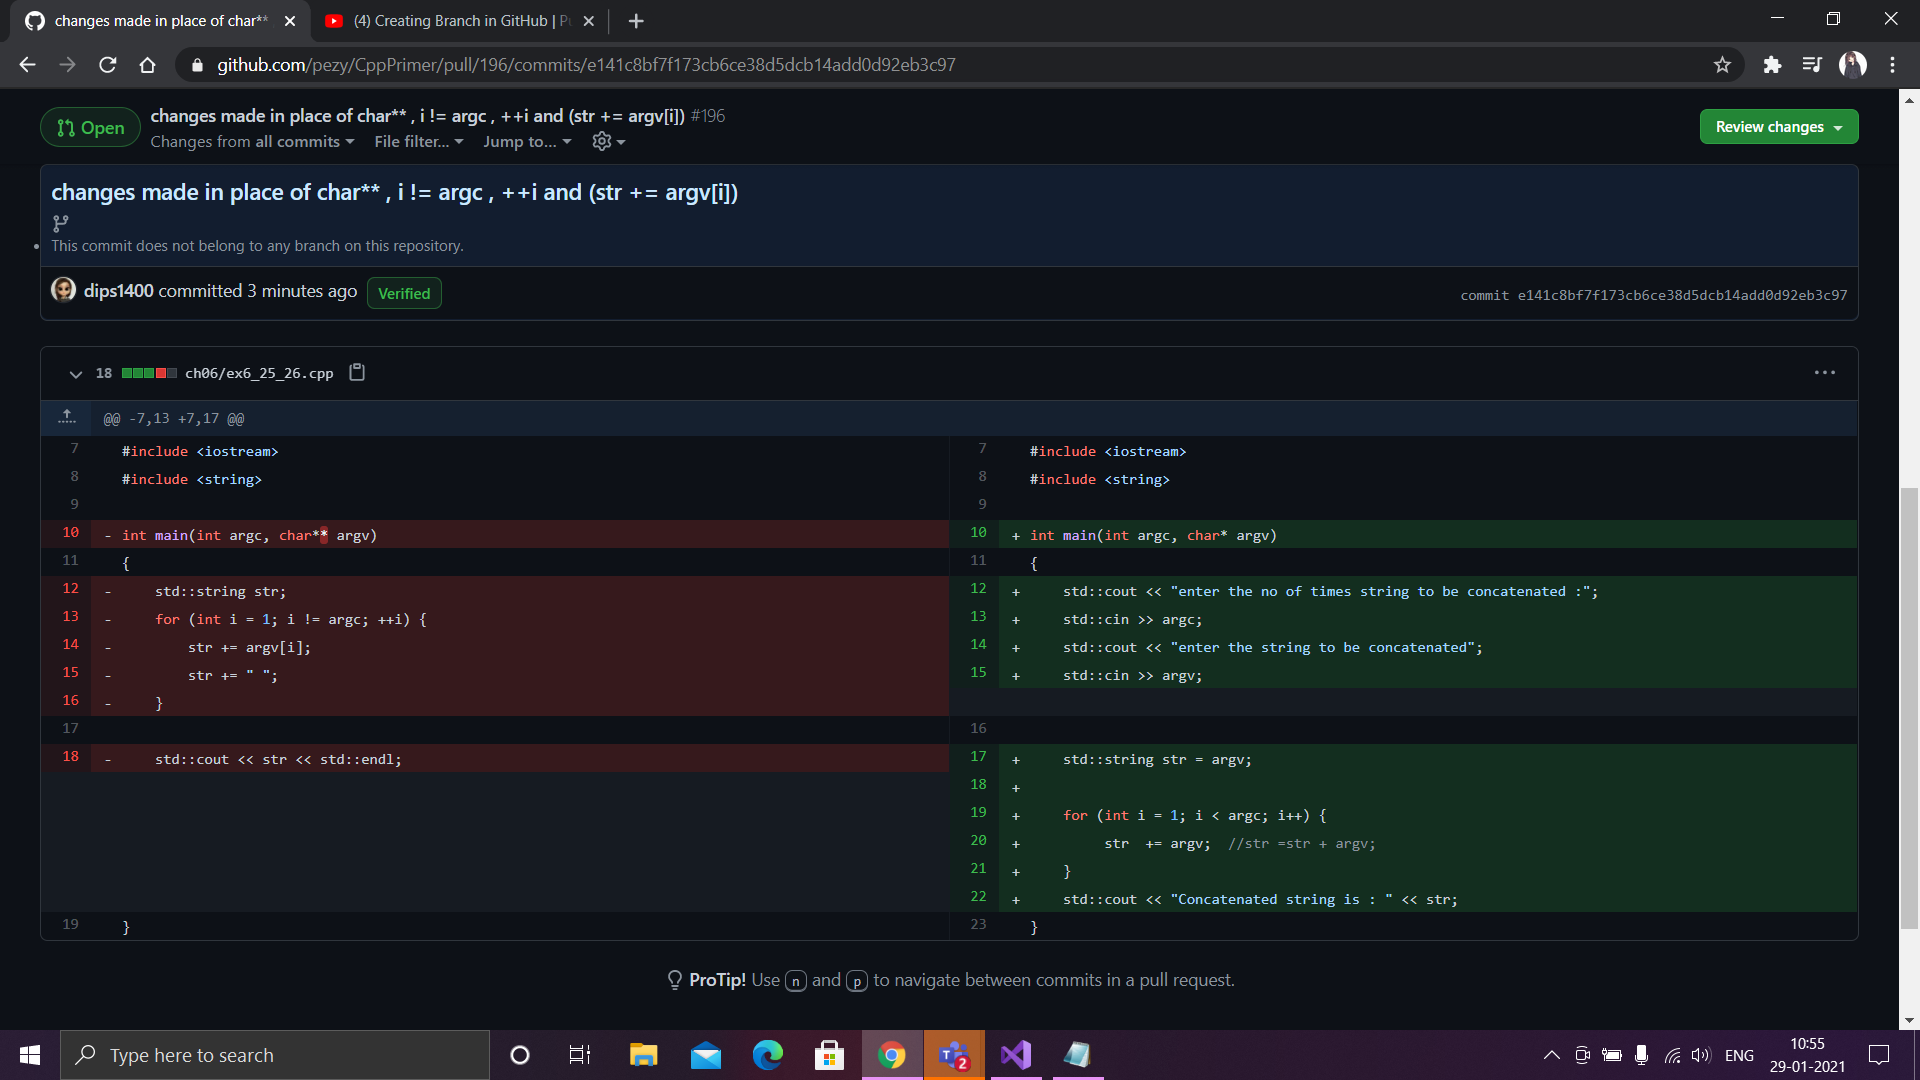 changes made in place of char**
(4) Creating Branch in GitHub | P
github.com/pezy/CppPrimer/pull/196/commits/e141c8bf7f173cb6ce38d5dcb14add0d92eb3c97
Open
changes made in place of char** , i != argc , ++i and (str += argv[i]) #196
Changes from all commits File filter... Jump to...
Review changes
changes made in place of char** , i != argc , ++i and (str += argv[i])
This commit does not belong to any branch on this repository.
dips1400 committed 3 minutes ago Verified
commit e141c8bf7f173cb6ce38d5dcb14add0d92eb3c97
18 ch06/ex6_25_26.cpp
@@ -7,13 +7,17 @@
7 #include <iostream>
8 #include <string>
9
10 - int main(int argc, char** argv)
11 {
12 - std::string str;
13 - for (int i = 1; i != argc; ++i) {
14 - str += argv[i];
15 - str += " ";
16 - }
17
18 - std::cout << str << std::endl;
19 }
7 #include <iostream>
8 #include <string>
9
10 + int main(int argc, char* argv)
11 {
12 + std::cout << "enter the no of times string to be concatenated :";
13 + std::cin >> argc;
14 + std::cout << "enter the string to be concatenated";
15 + std::cin >> argv;
16
17 + std::string str = argv;
18 +
19 + for (int i = 1; i < argc; i++) {
20 + str  += argv;  //str =str + argv;
21 + }
22 + std::cout << "Concatenated string is : " << str;
23 }
ProTip! Use n and p to navigate between commits in a pull request.
Type here to search
2
ENG
10:55
29-01-2021